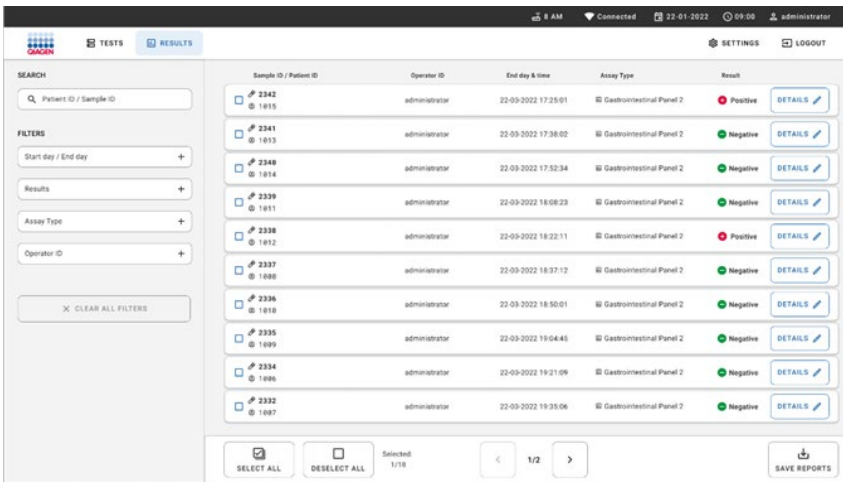 8 AM Connected 22-01-2022 09:00 administrator
QIAGEN TESTS RESULTS SETTINGS LOGOUT
SEARCH
Patient ID / Sample ID
FILTERS
Start day / End day +
Results +
Assay Type +
Operator ID +
CLEAR ALL FILTERS
Sample ID / Patient ID Operator ID End day & time Assay Type Result
2342
1015 administrator 22-03-2022 17:25:01 Gastrointestinal Panel 2 Positive DETAILS
2341
1013 administrator 22-03-2022 17:38:02 Gastrointestinal Panel 2 Negative DETAILS
2340
1014 administrator 22-03-2022 17:52:34 Gastrointestinal Panel 2 Negative DETAILS
2339
1011 administrator 22-03-2022 18:08:23 Gastrointestinal Panel 2 Negative DETAILS
2338
1012 administrator 22-03-2022 18:22:11 Gastrointestinal Panel 2 Positive DETAILS
2337
administrator 22-03-2022 18:37:12 Gastrointestinal Panel 2 Negative DETAILS
2336
1010 administrator 22-03-2022 18:50:01 Gastrointestinal Panel 2 Negative DETAILS
2335
administrator 22-03-2022 19:04:45 Gastrointestinal Panel 2 Negative DETAILS
2334
1006 administrator 22-03-2022 19:21:09 Gastrointestinal Panel 2 Negative DETAILS
2332
1007 administrator 22-03-2022 19:35:06 Gastrointestinal Panel 2 Negative DETAILS
SELECT ALL DESELECT ALL Selected: 1/2 SAVE REPORTS